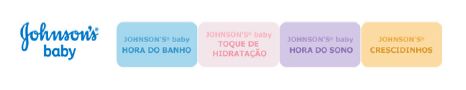 Johnson's®
baby
JOHNSON'S® baby
HORA DO BANHO
JOHNSON'S® baby
TOQUE DE
HIDRATAÇÃO
JOHNSON'S® baby
HORA DO SONO
JOHNSON'S®
CRESCIDINHOS